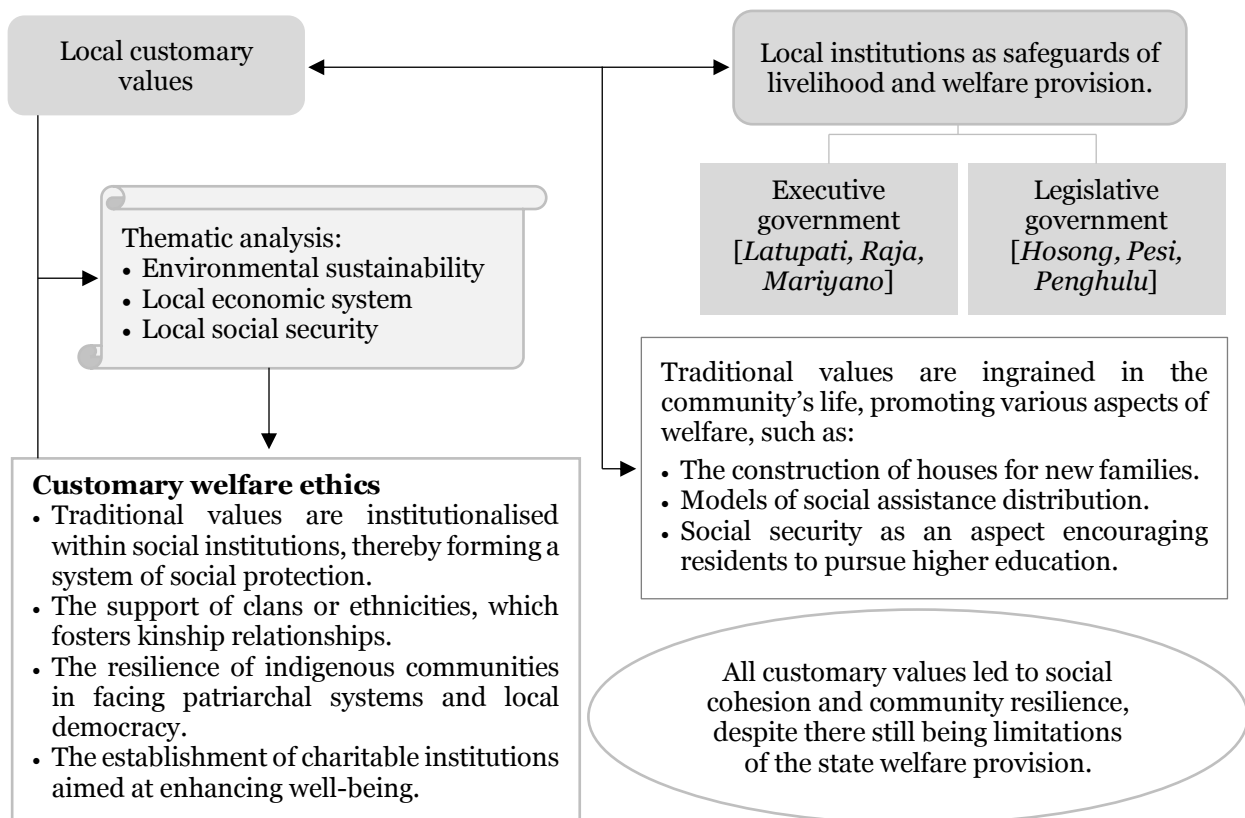 Local customary
values
Local institutions as safeguards of
livelihood and welfare provision.
Executive
government
[Latupati, Raja,
Mariyano]
Legislative
government
[Hosong, Pesi,
Penghulu]
Thematic analysis:
• Environmental sustainability
• Local economic system
• Local social security
Traditional values are ingrained in the
community’s life, promoting various aspects of
welfare, such as:
• The construction of houses for new families.
• Models of social assistance distribution.
• Social security as an aspect encouraging
residents to pursue higher education.
Customary welfare ethics
• Traditional values are institutionalised
within social institutions, thereby forming a
system of social protection.
• The support of clans or ethnicities, which
fosters kinship relationships.
• The resilience of indigenous communities
in facing patriarchal systems and local
democracy.
• The establishment of charitable institutions
aimed at enhancing well-being.
All customary values led to social
cohesion and community resilience,
despite there still being limitations
of the state welfare provision.